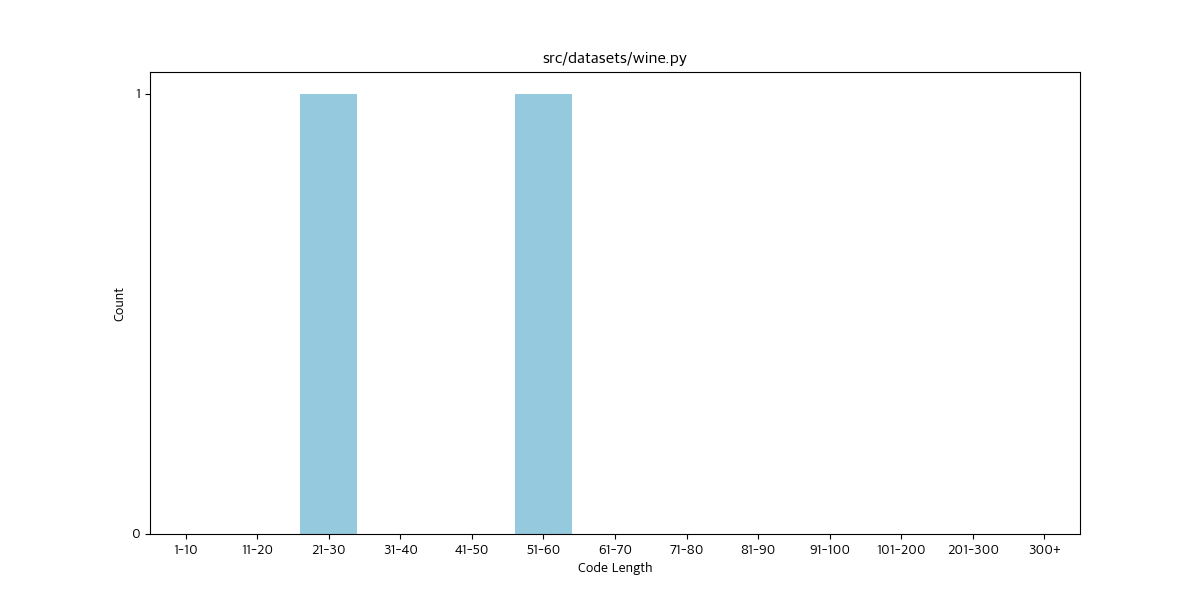 src/datasets/wine.py
1
Count
0
1-10 11-20 21-30 31-40 41-50 51-60 61-70 71-80 81-90 91-100 101-200 201-300 300+
Code Length